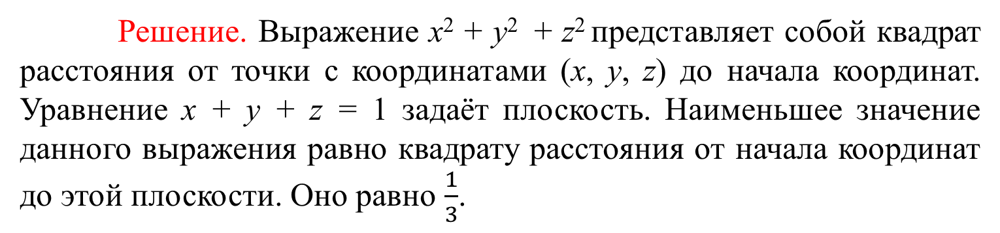 Решение. Выражение x² + y² + z² представляет собой квадрат
расстояния от точки с координатами (x, y, z) до начала координат.
Уравнение x + y + z = 1 задаёт плоскость. Наименьшее значение
данного выражения равно квадрату расстояния от начала координат
до этой плоскости. Оно равно 1/3.